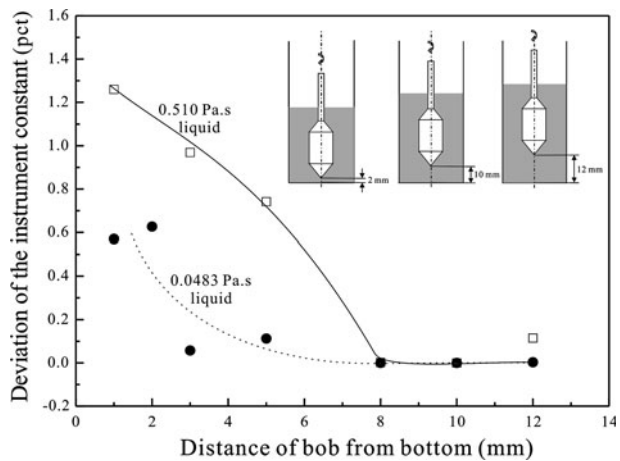 Deviation of the instrument constant (pct)
1.6
1.4
1.2
1.0
0.8
0.6
0.4
0.2
0.0
-0.2
0.510 Pa.s
liquid
0.0483 Pa.s
liquid
2 mm
10 mm
12 mm
0 2 4 6 8 10 12 14
Distance of bob from bottom (mm)